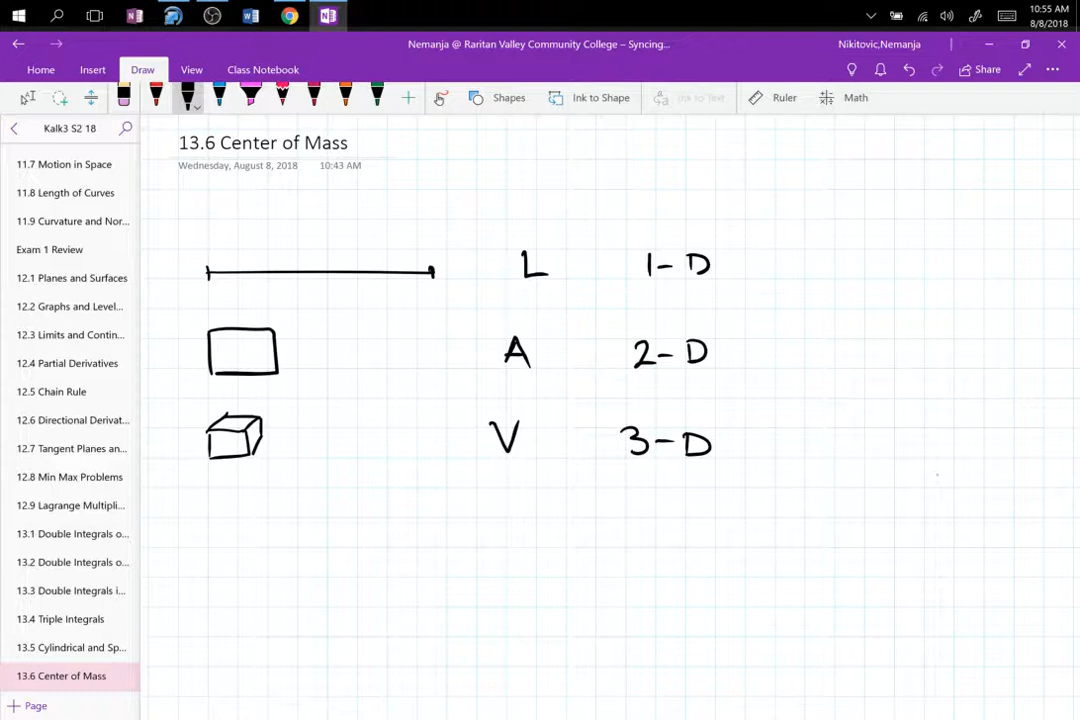 10:55 AM
8/8/2018
Nemanja @ Raritan Valley Community College – Syncing...
Nikitovic,Nemanja
Home Insert Draw View Class Notebook
Share
Shapes Ink to Shape Ink to Text Ruler Math
Kalk3 S2 18
11.7 Motion in Space
11.8 Length of Curves
11.9 Curvature and Nor...
Exam 1 Review
12.1 Planes and Surfaces
12.2 Graphs and Level...
12.3 Limits and Contin...
12.4 Partial Derivatives
12.5 Chain Rule
12.6 Directional Derivat...
12.7 Tangent Planes an...
12.8 Min Max Problems
12.9 Lagrange Multipli...
13.1 Double Integrals o...
13.2 Double Integrals o...
13.3 Double Integrals i...
13.4 Triple Integrals
13.5 Cylindrical and Sp...
13.6 Center of Mass
Page
13.6 Center of Mass
Wednesday, August 8, 2018 10:43 AM
L 1-D
A 2-D
V 3-D